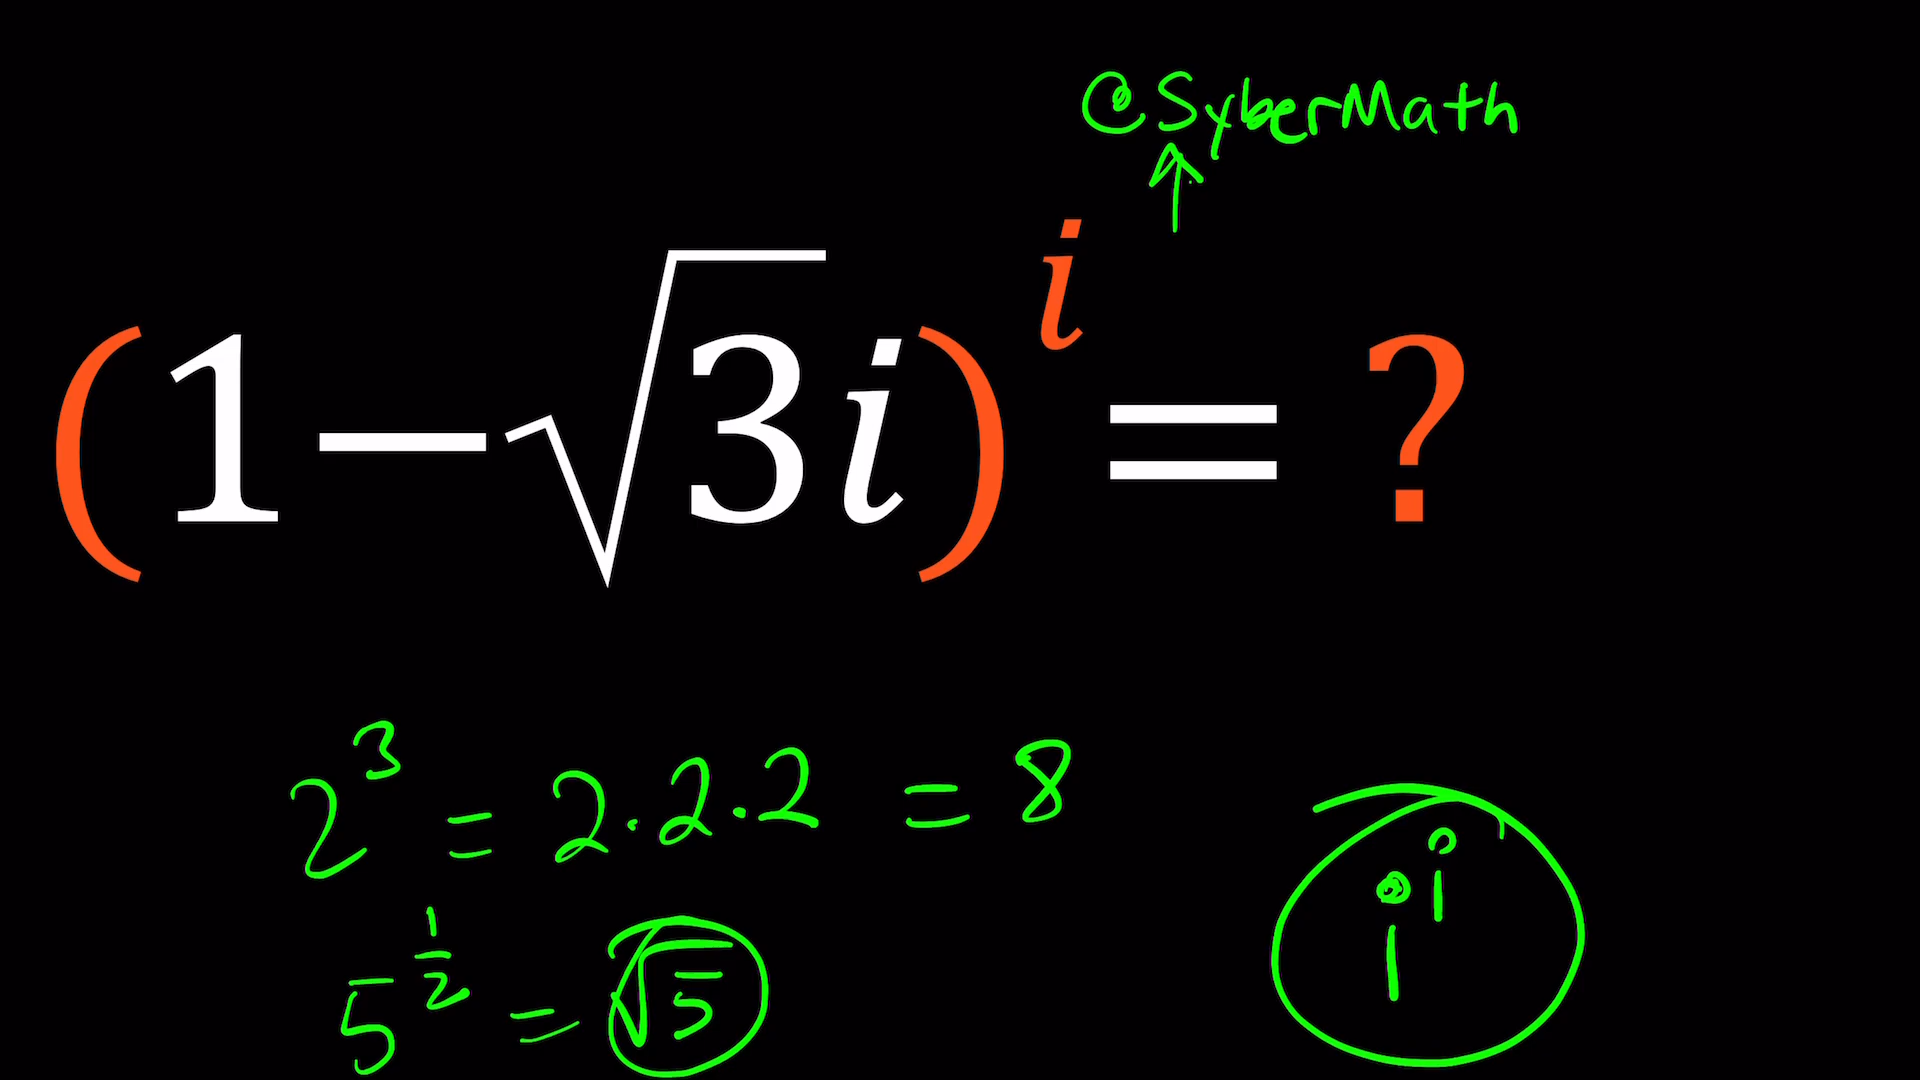 @SyberMath
(1−√3i)^i = ?
2^3 = 2·2·2 = 8
i^i
5^1/2 = √5